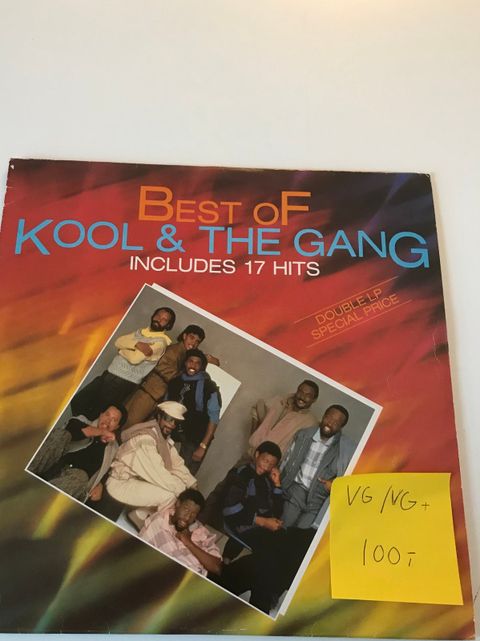 BEST OF
KOOL & THE GANG
INCLUDES 17 HITS
DOUBLE LP
SPECIAL PRICE
VG/VG+
100,-